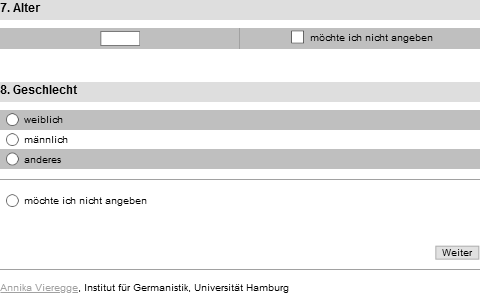 7. Alter
möchte ich nicht angeben
8. Geschlecht
weiblich
männlich
anderes
möchte ich nicht angeben
Weiter
Annika Vieregge, Institut für Germanistik, Universität Hamburg